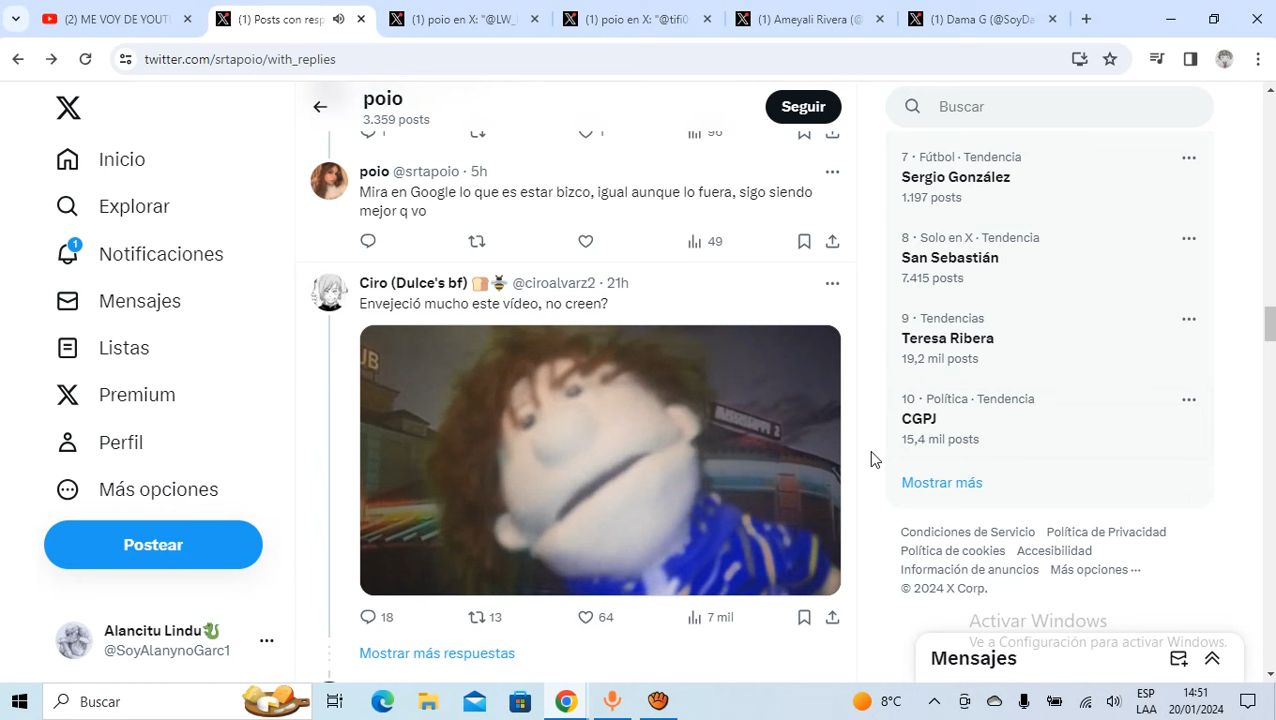 (2) ME VOY DE YOUTU
(1) Posts con resp
(1) poio en X: "@LW_
(1) poio en X: "@tifi0
(1) Ameyali Rivera (@
(1) Dama G (@SoyDa
twitter.com/srtapoio/with_replies
poio
3.359 posts
Seguir
Buscar
Inicio
Explorar
1
Notificaciones
Mensajes
Listas
Premium
Perfil
Más opciones
Postear
Alancitu Lindu
@SoyAlanynoGarc1
1
1
96
poio @srtapoio · 5h
Mira en Google lo que es estar bizco, igual aunque lo fuera, sigo siendo
mejor q vo
49
Ciro (Dulce's bf) @ciroalvarz2 · 21h
Envejeció mucho este vídeo, no creen?
UB
18
13
64
7 mil
Mostrar más respuestas
7 · Fútbol · Tendencia
Sergio González
1.197 posts
8 · Solo en X · Tendencia
San Sebastián
7.415 posts
9 · Tendencias
Teresa Ribera
19,2 mil posts
10 · Política · Tendencia
CGPJ
15,4 mil posts
Mostrar más
Condiciones de Servicio Política de Privacidad
Política de cookies Accesibilidad
Información de anuncios Más opciones ···
© 2024 X Corp.
Activar Windows
Ve a Configuración para activar Windows.
Mensajes
Buscar
8°C
ESP
LAA
14:51
20/01/2024